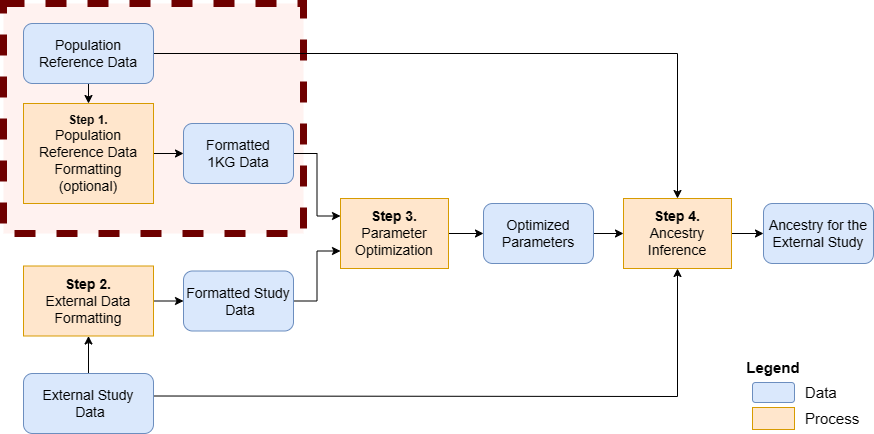 Population
Reference Data
Step 1.
Population
Reference Data
Formatting
(optional)
Formatted
1KG Data
Step 2.
External Data
Formatting
Formatted Study
Data
External Study
Data
Step 3.
Parameter
Optimization
Optimized
Parameters
Step 4.
Ancestry
Inference
Ancestry for the
External Study
Legend
Data
Process